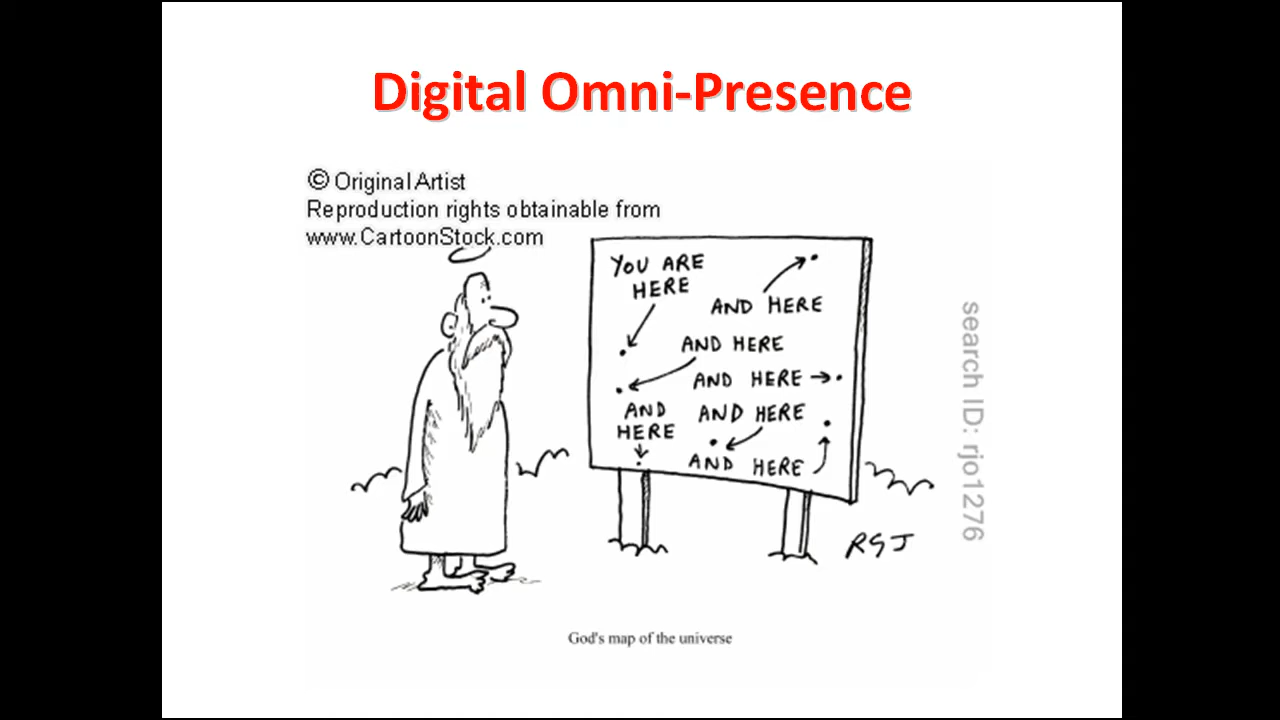 Digital Omni-Presence
© Original Artist
Reproduction rights obtainable from
www.CartoonStock.com
YOU ARE
HERE
AND HERE
AND HERE
AND HERE
AND
HERE
AND HERE
AND HERE
RGJ
search ID: rjo1276
God's map of the universe